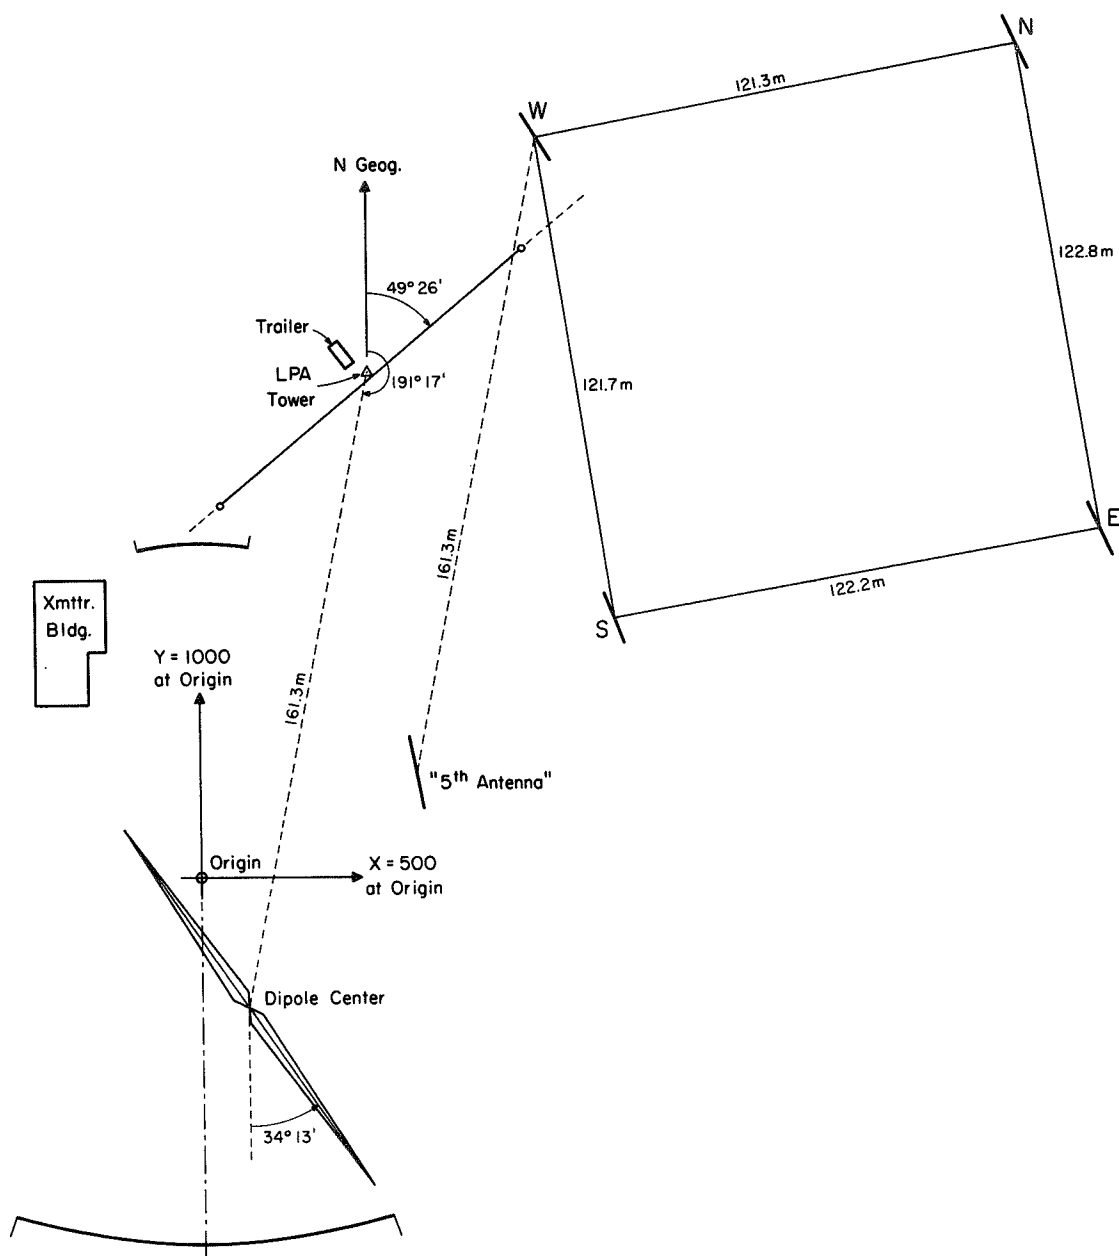 N
121.3m
W
N Geog.
122.8m
49° 26'
Trailer
LPA
Tower
191° 17'
121.7m
E
161.3m
122.2m
S
Xmttr.
Bldg.
Y = 1000
at Origin
161.3m
"5th Antenna"
Origin
X = 500
at Origin
Dipole Center
34° 13'